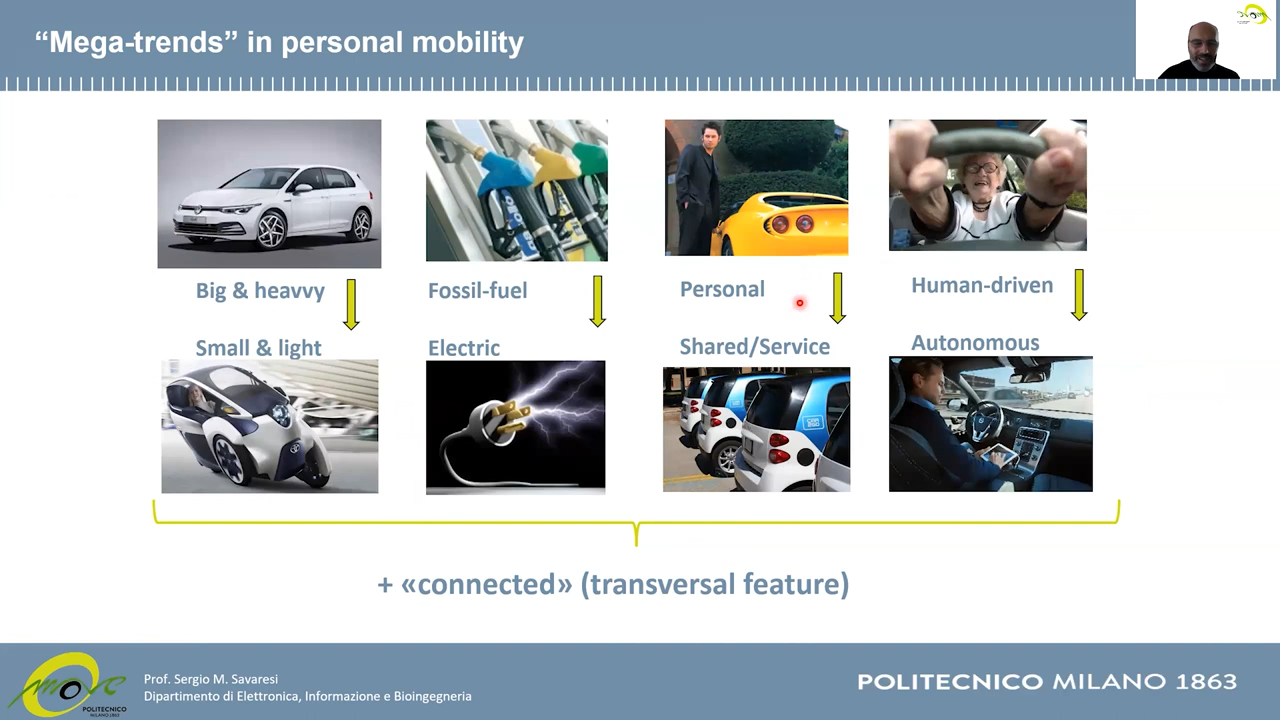 “Mega-trends” in personal mobility
Big & heavvy
Fossil-fuel
Personal
Human-driven
Small & light
Electric
Shared/Service
Autonomous
+ «connected» (transversal feature)
move
POLITECNICO
MILANO 1863
Prof. Sergio M. Savaresi
Dipartimento di Elettronica, Informazione e Bioingegneria
POLITECNICO MILANO 1863